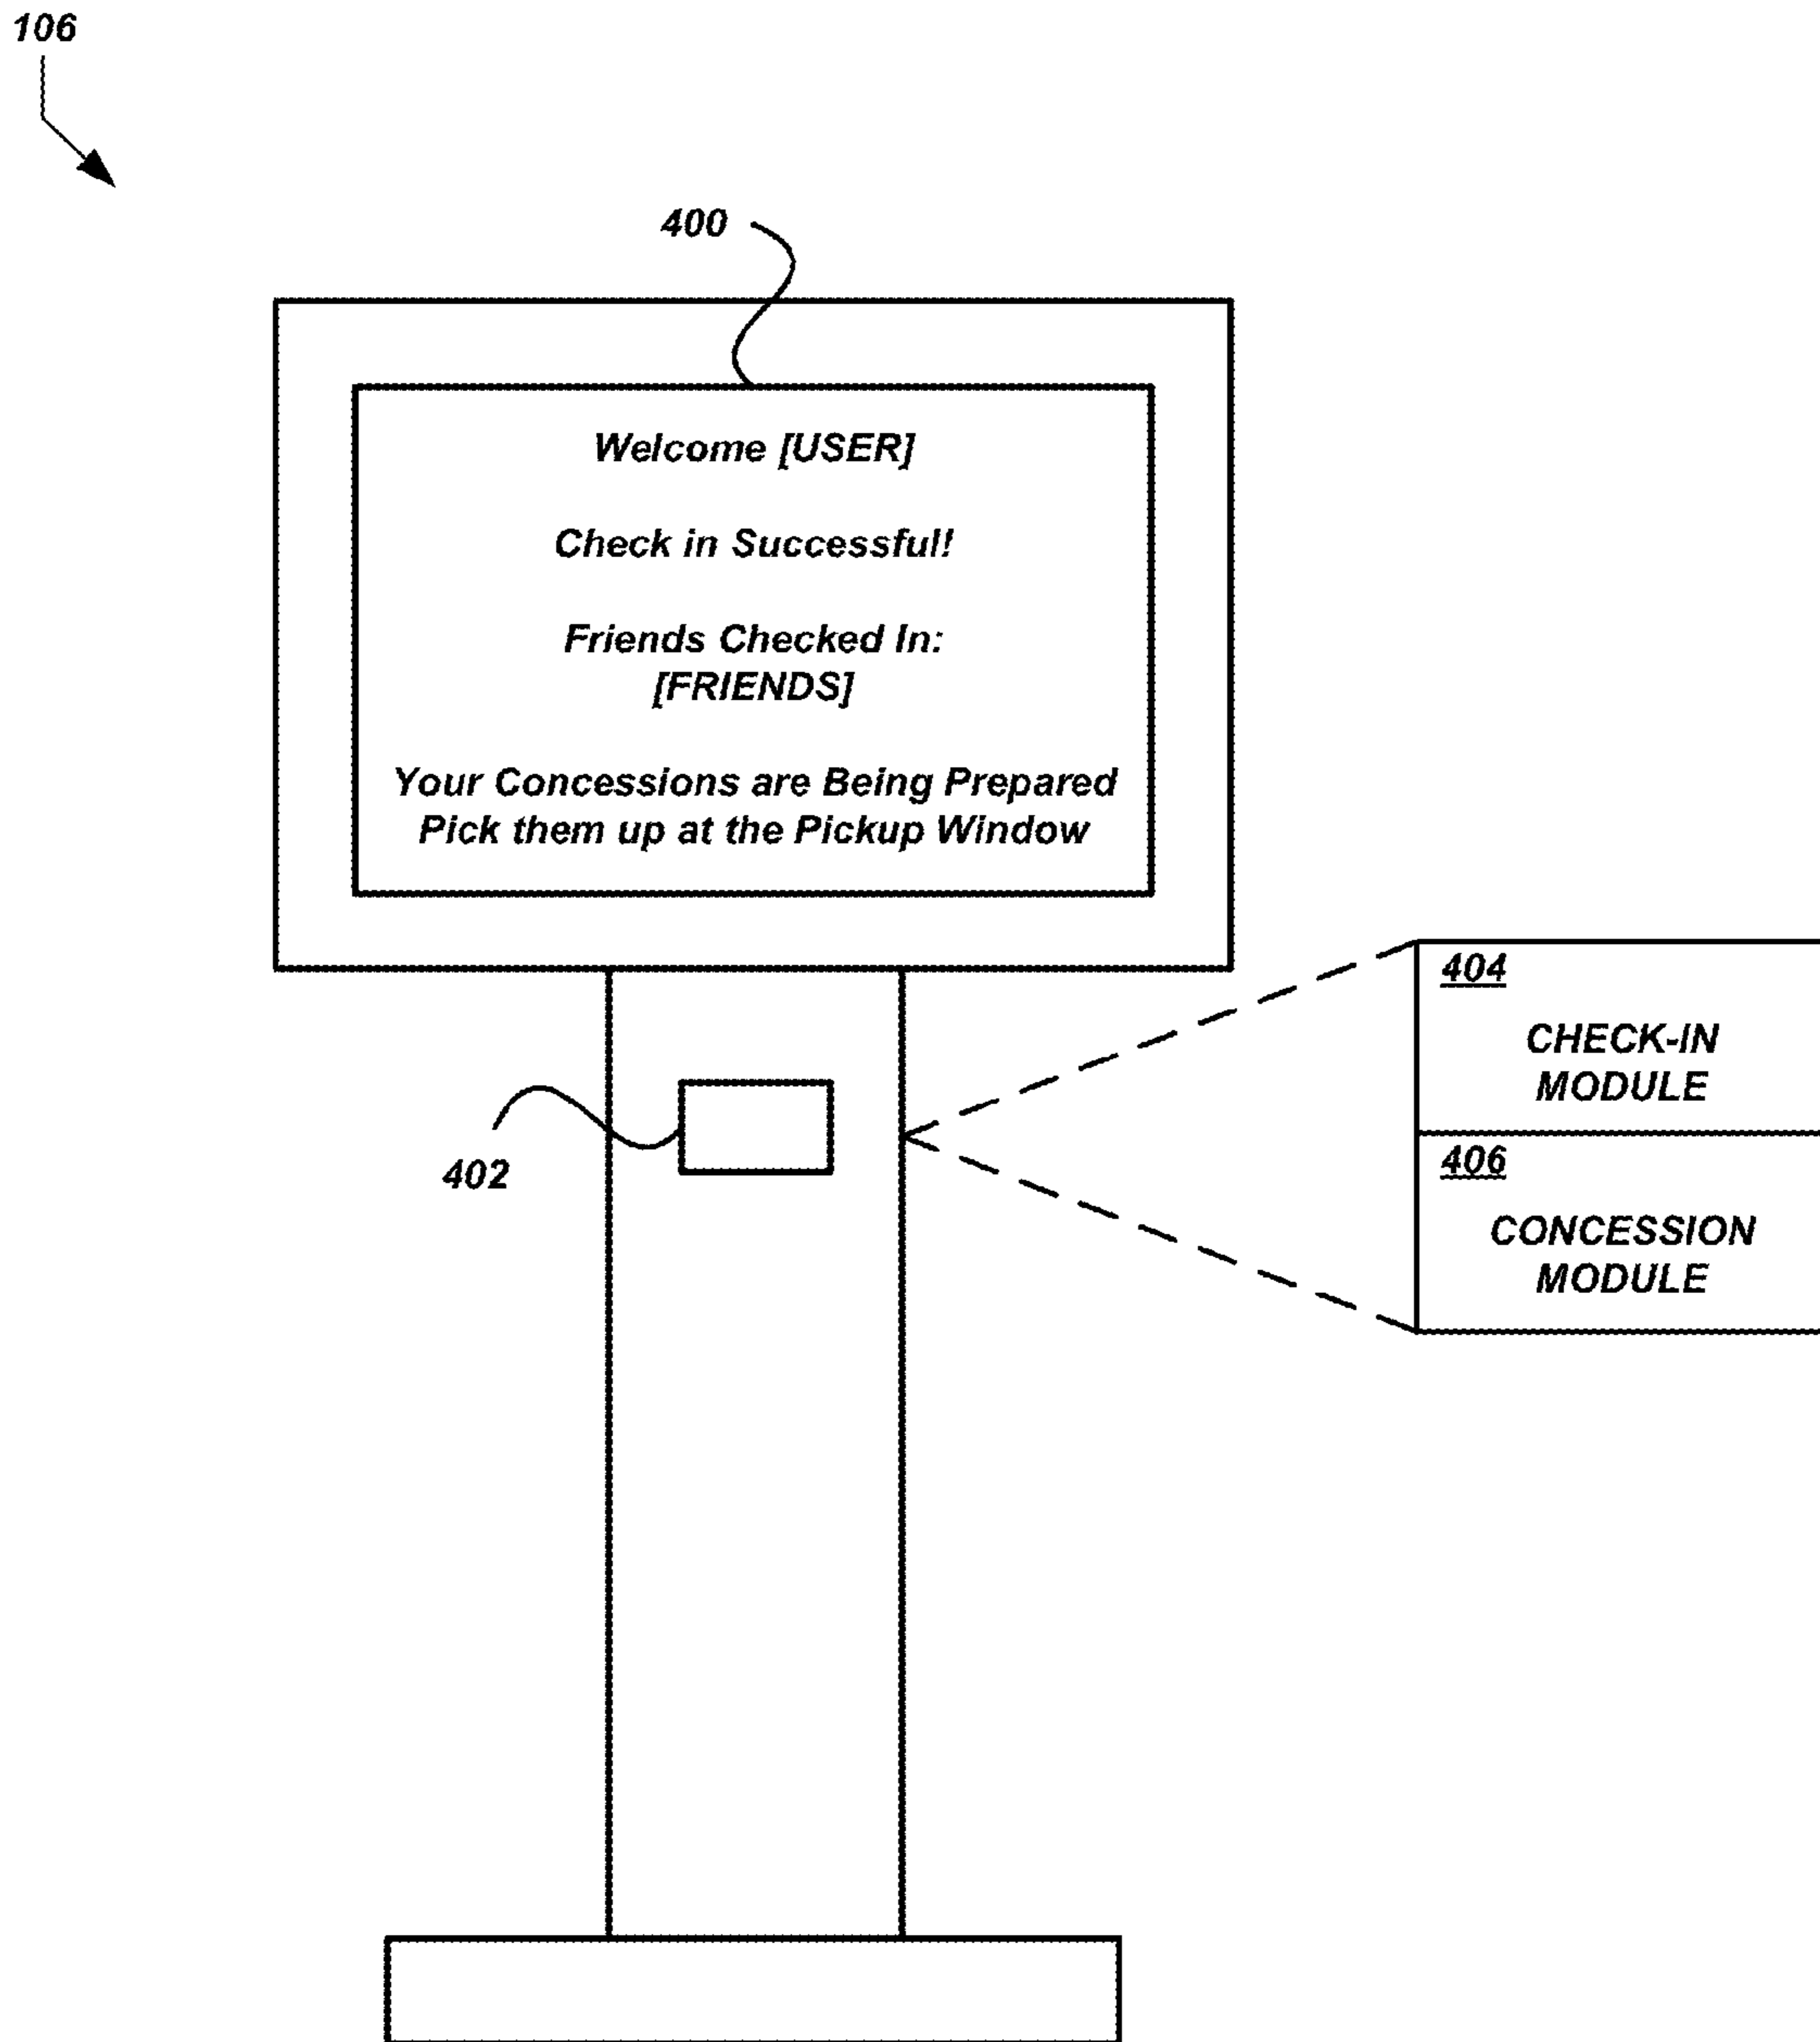 106
400
Welcome [USER]
Check in Successful!
Friends Checked In:
[FRIENDS]
Your Concessions are Being Prepared
Pick them up at the Pickup Window
404
CHECK-IN
MODULE
402
406
CONCESSION
MODULE